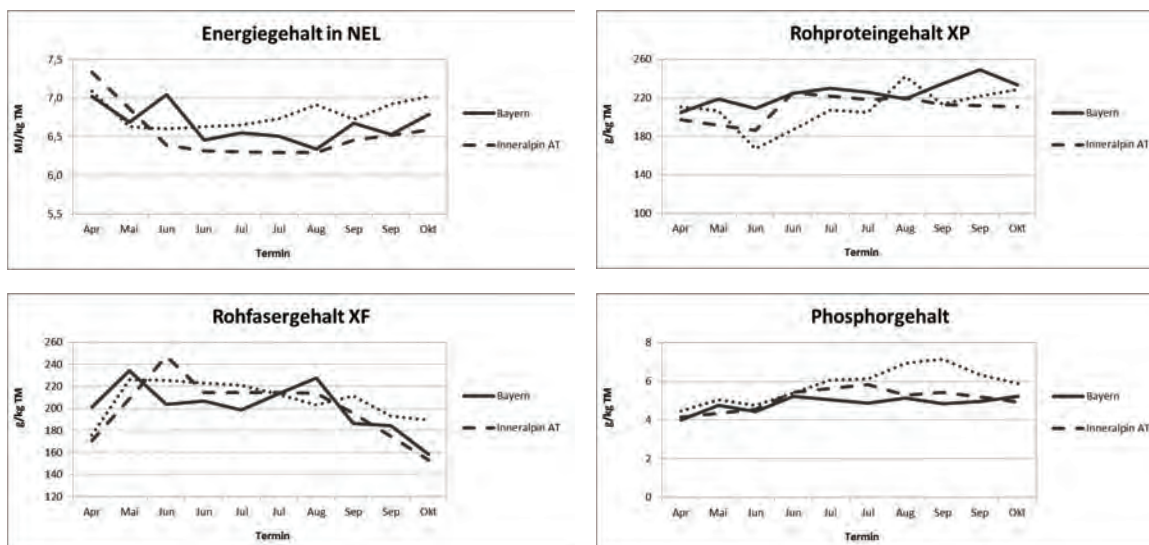 Energiegehalt in NEL
7,5
7,0
6,5
6,0
5,5
MJ/kg TM
Apr Mai Jun Jun Jul Jul Aug Sep Sep Okt
Termin
Bayern
Inneralpin AT
Rohproteingehalt XP
260
220
180
140
100
g/kg TM
Apr Mai Jun Jun Jul Jul Aug Sep Sep Okt
Termin
Bayern
Inneralpin AT
Rohfasergehalt XF
260
240
220
200
180
160
140
120
g/kg TM
Apr Mai Jun Jun Jul Jul Aug Sep Sep Okt
Termin
Bayern
Inneralpin AT
Phosphorgehalt
8
6
4
2
0
g/kg TM
Apr Mai Jun Jun Jul Jul Aug Sep Sep Okt
Termin
Bayern
Inneralpin AT